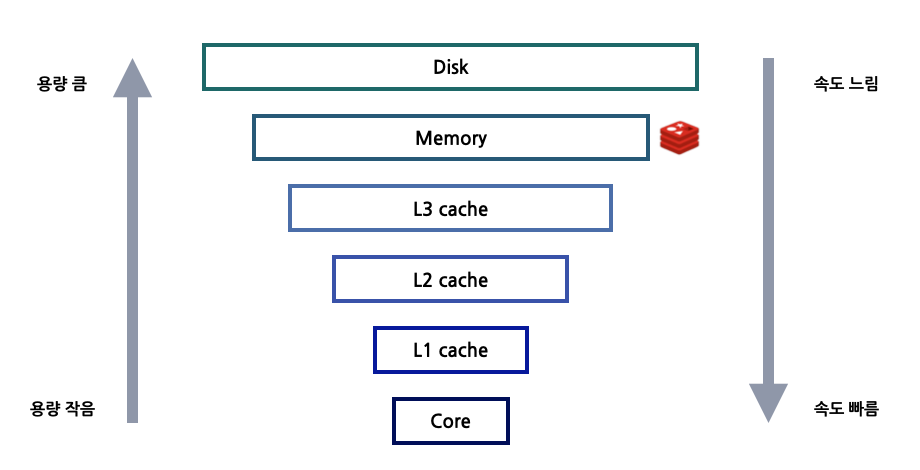 Disk
용량 큼
속도 느림
Memory
L3 cache
L2 cache
L1 cache
용량 작음
속도 빠름
Core